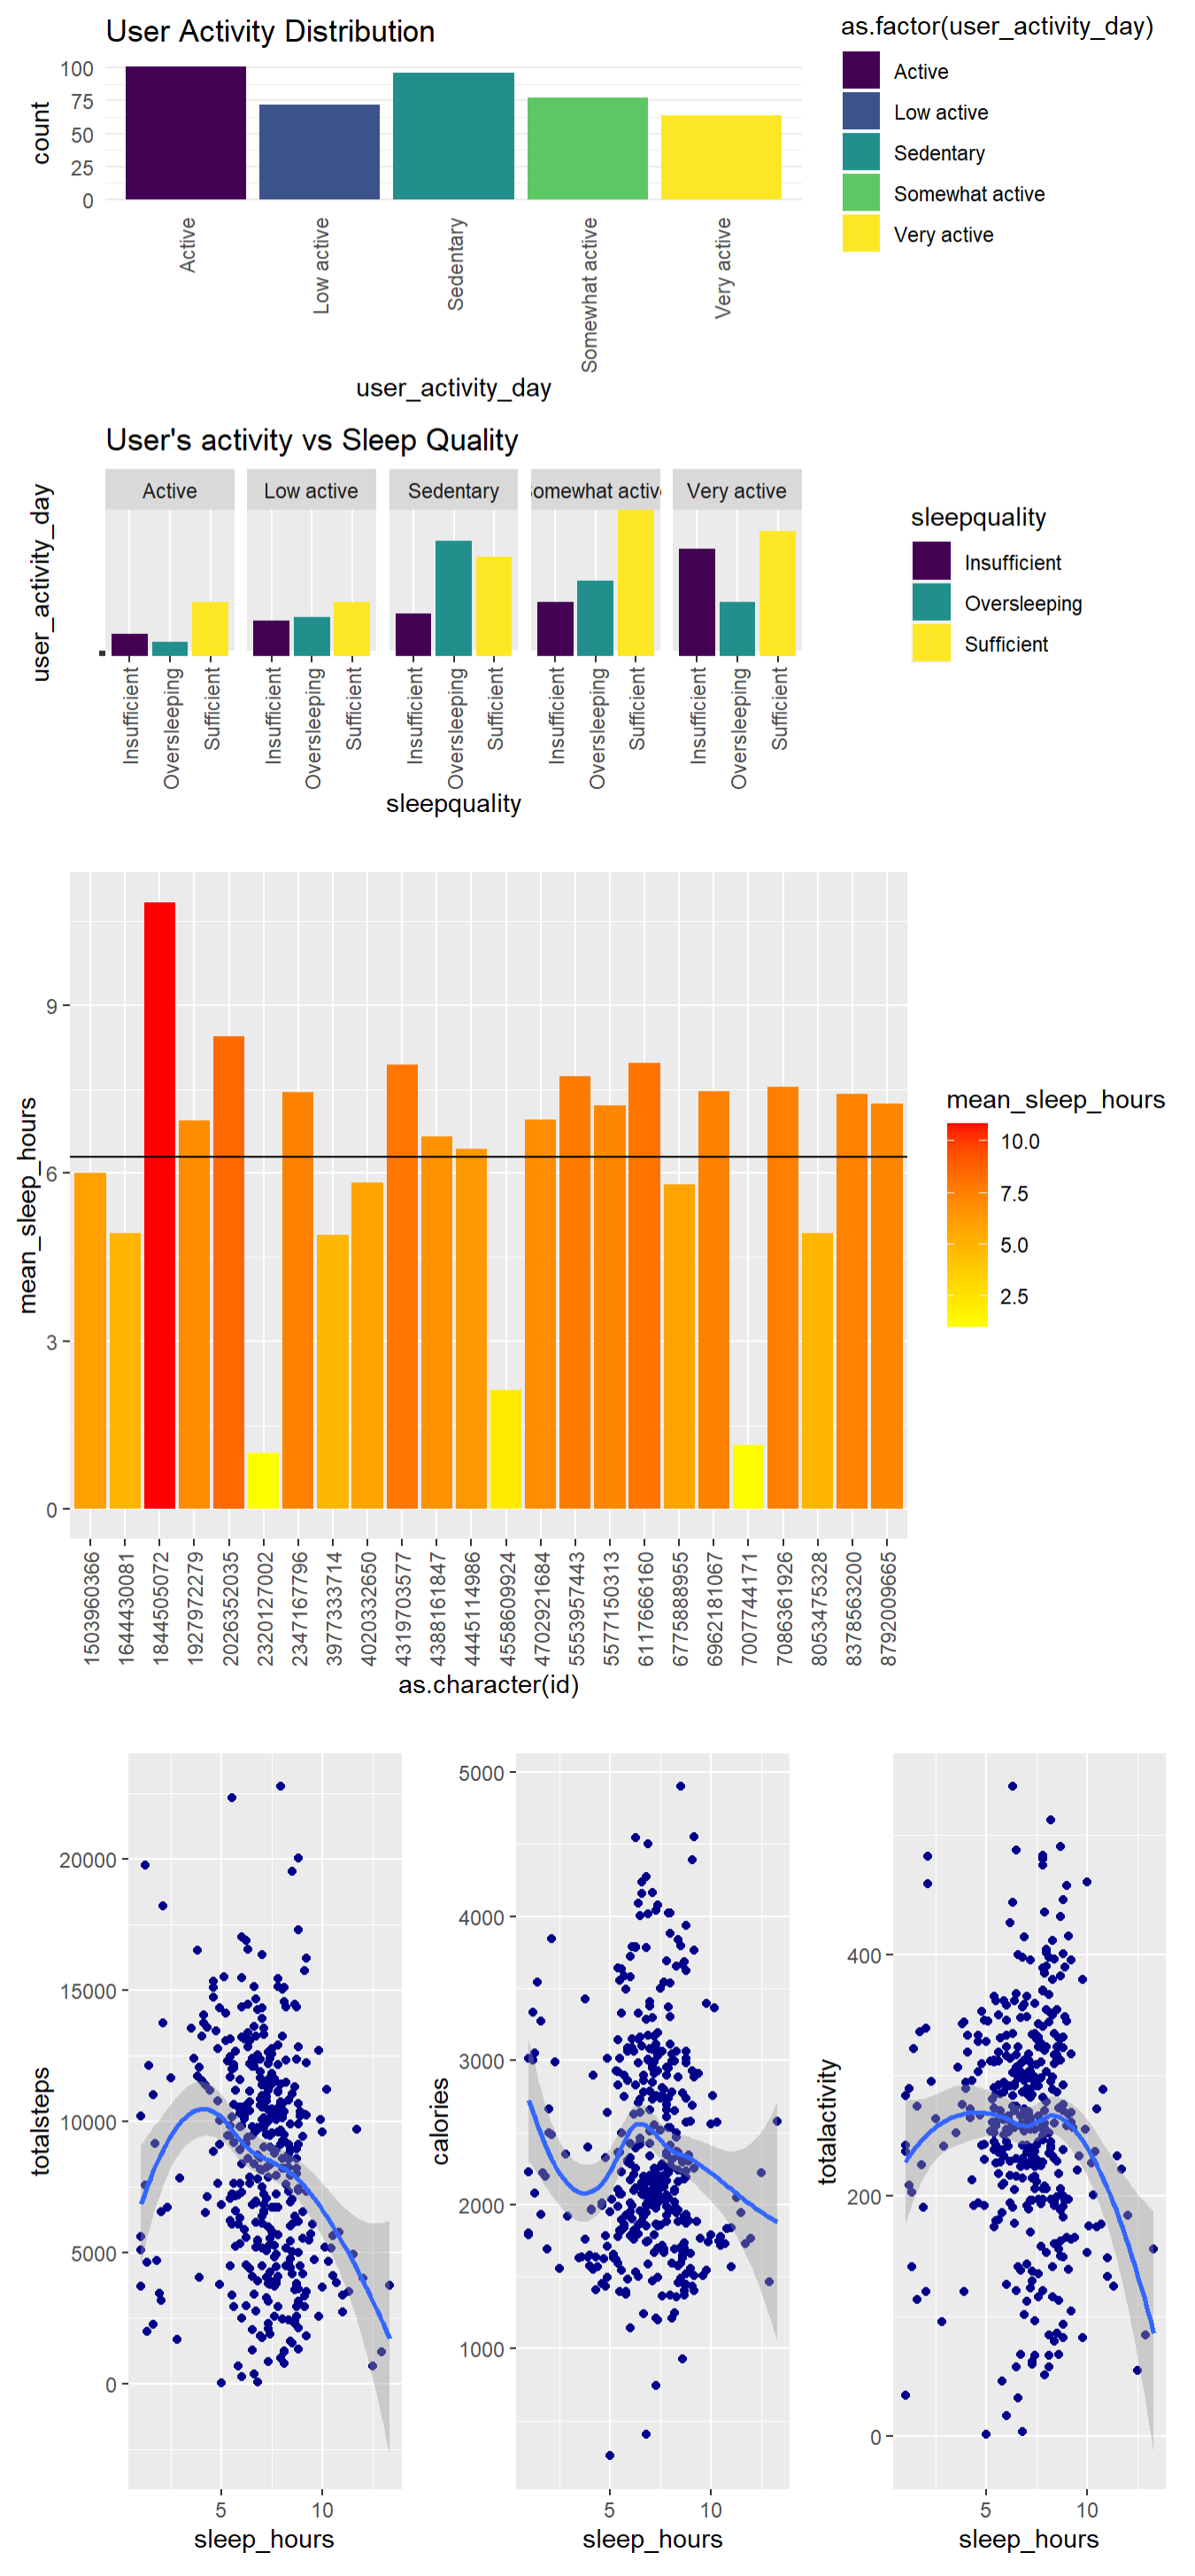 User Activity Distribution
as.factor(user_activity_day)
Active
Low active
Sedentary
Somewhat active
Very active
count
100
75
50
25
0
Active
Low active
Sedentary
Somewhat active
Very active
user_activity_day
User's activity vs Sleep Quality
user_activity_day
Active
Low active
Sedentary
omewhat activ
Very active
sleepquality
Insufficient
Oversleeping
Sufficient
Insufficient
Oversleeping
Sufficient
Insufficient
Oversleeping
Sufficient
Insufficient
Oversleeping
Sufficient
Insufficient
Oversleeping
Sufficient
Insufficient
Oversleeping
Sufficient
sleepquality
mean_sleep_hours
9
6
3
0
mean_sleep_hours
10.0
7.5
5.0
2.5
1503960366
1644430081
1844505072
1927972279
2026352035
2320127002
2347167796
3977333714
4020332650
4319703577
4388161847
4445114986
4558609924
4702921684
5553957443
5577150313
6117666160
6775888955
6962181067
7007744171
7086361926
8053475328
8378563200
8792009665
as.character(id)
totalsteps
20000
15000
10000
5000
0
5
10
sleep_hours
calories
5000
4000
3000
2000
1000
5
10
sleep_hours
totalactivity
400
200
0
5
10
sleep_hours